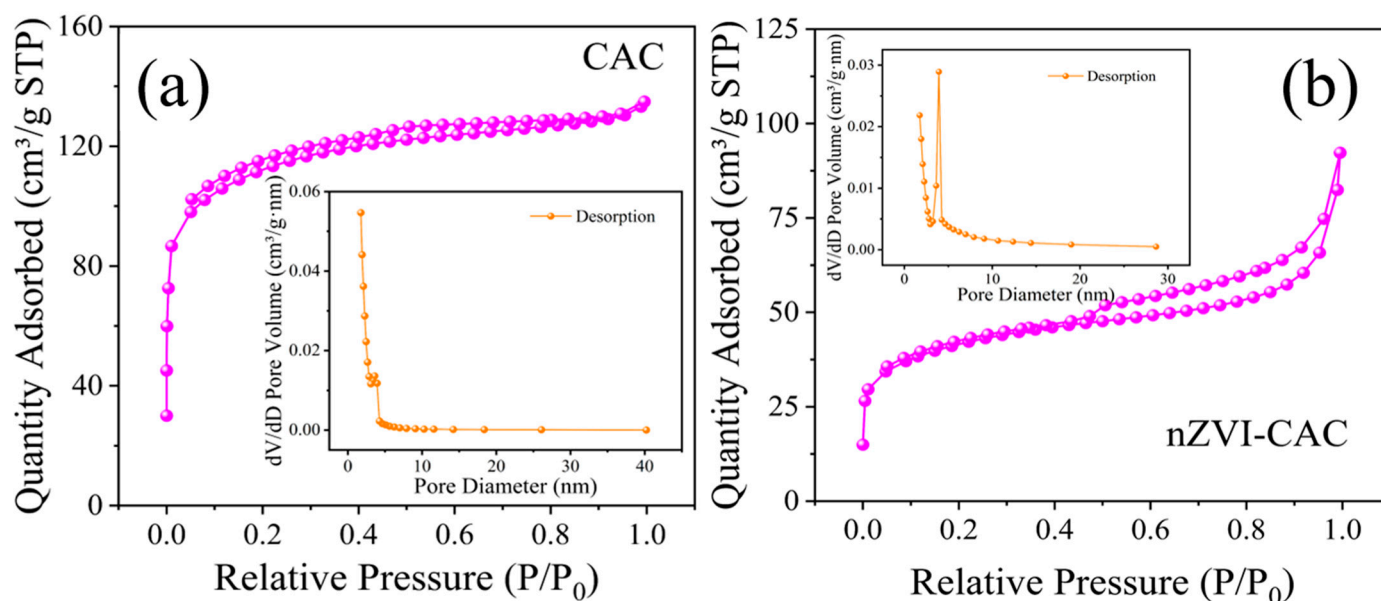 (a)
CAC
Quantity Adsorbed (cm³/g STP)
160
120
80
40
0
0.0 0.2 0.4 0.6 0.8 1.0
Relative Pressure (P/P₀)
Desorption
dV/dD Pore Volume (cm³/g·nm)
0.06
0.04
0.02
0.00
0 10 20 30 40
Pore Diameter (nm)
(b)
nZVI-CAC
Quantity Adsorbed (cm³/g STP)
125
100
75
50
25
0
0.0 0.2 0.4 0.6 0.8 1.0
Relative Pressure (P/P₀)
Desorption
dV/dD Pore Volume (cm³/g·nm)
0.03
0.02
0.01
0.00
0 10 20 30
Pore Diameter (nm)